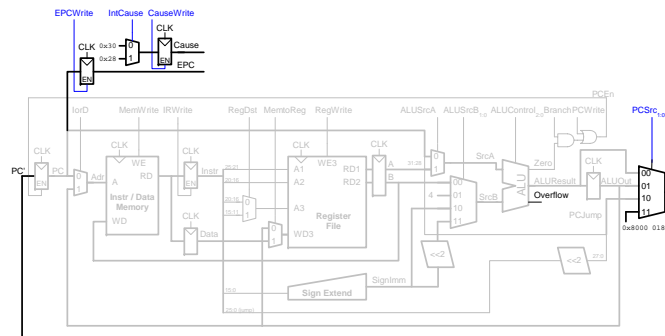 EPCWrite IntCause CauseWrite
CLK
0x30 0 Cause
0x28 1
EN
CLK
EPC
EN
PCEn
IorD MemWrite IRWrite RegDst MemtoReg RegWrite ALUSrcA ALUSrcB1:0 ALUControl2:0 Branch PCWrite PCSrc1:0
CLK CLK CLK CLK CLK
PC' PC 0 Adr A WE RD Instr 25:21 A1 WE3 RD1 A 31:28 0 SrcA Zero CLK 00
EN 1 EN 20:16 A2 RD2 B 1 ALU ALUResult ALUOut 01
Instr / Data
Memory
00 10
4 01 SrcB Overflow 11
WD CLK 20:16 0 A3 Register 10 PCJump 0x8000 018
15:11 1 File 11
Data 0 WD3
1
<<2 <<2 27:0
SignImm
15:0 Sign Extend
25:0 (jump)